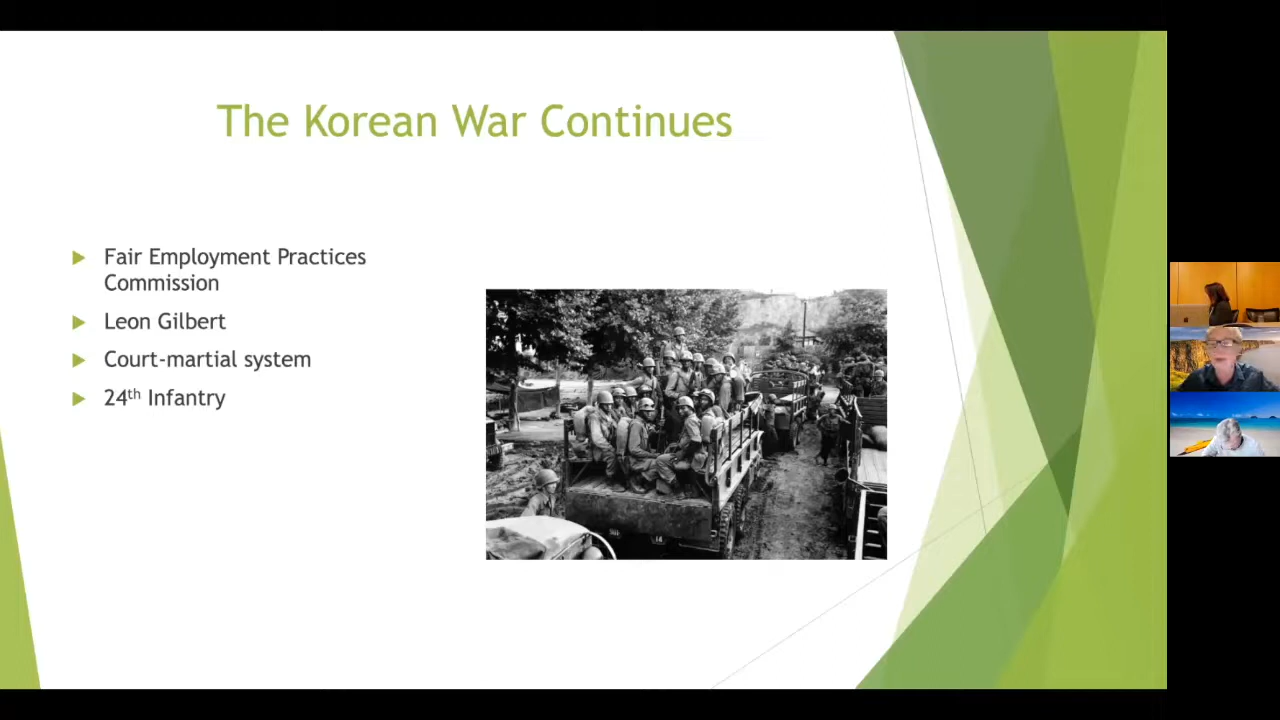 The Korean War Continues
Fair Employment Practices
Commission
Leon Gilbert
Court-martial system
24th Infantry